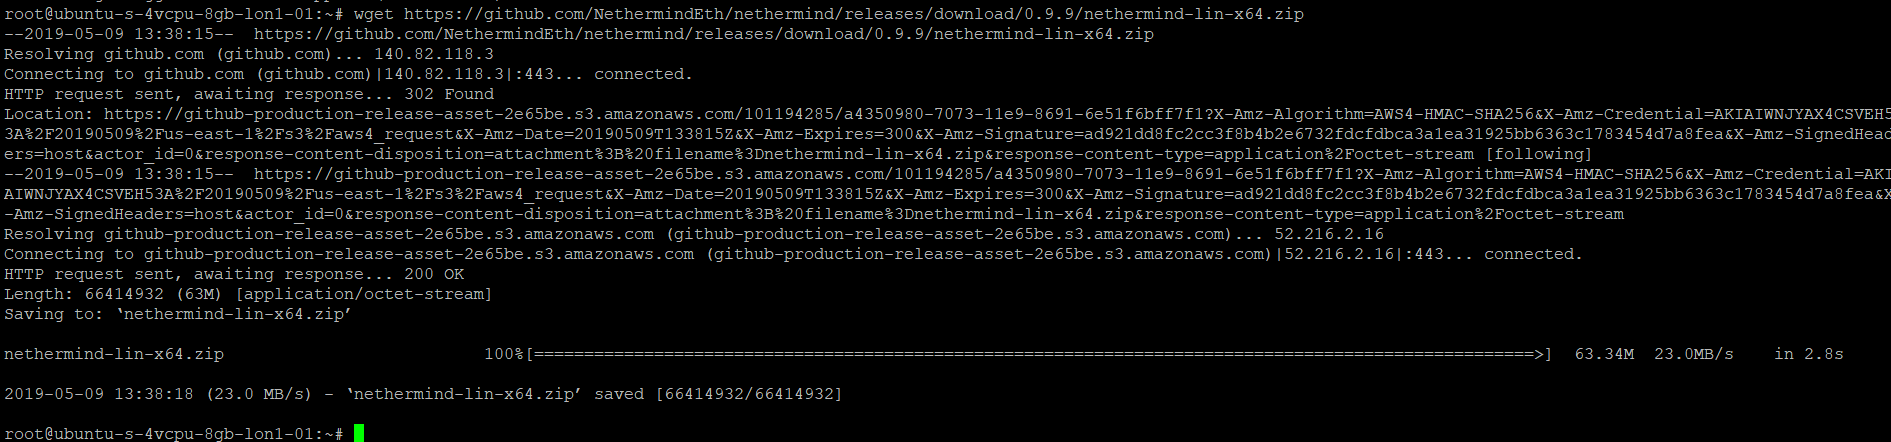 root@ubuntu-s-4vcpu-8gb-lon1-01:~# wget https://github.com/NethermindEth/nethermind/releases/download/0.9.9/nethermind-lin-x64.zip
--2019-05-09 13:38:15--  https://github.com/NethermindEth/nethermind/releases/download/0.9.9/nethermind-lin-x64.zip
Resolving github.com (github.com)... 140.82.118.3
Connecting to github.com (github.com)|140.82.118.3|:443... connected.
HTTP request sent, awaiting response... 302 Found
Location: https://github-production-release-asset-2e65be.s3.amazonaws.com/101194285/a4350980-7073-11e9-8691-6e51f6bff7f1?X-Amz-Algorithm=AWS4-HMAC-SHA256&X-Amz-Credential=AKIAIWNJYAX4CSVEH5
3A%2F20190509%2Fus-east-1%2Fs3%2Faws4_request&X-Amz-Date=20190509T133815Z&X-Amz-Expires=300&X-Amz-Signature=ad921dd8fc2cc3f8b4b2e6732fdcfdbca3a1ea31925bb6363c1783454d7a8fea&X-Amz-SignedHead
ers=host&actor_id=0&response-content-disposition=attachment%3B%20filename%3Dnethermind-lin-x64.zip&response-content-type=application%2Foctet-stream [following]
--2019-05-09 13:38:15--  https://github-production-release-asset-2e65be.s3.amazonaws.com/101194285/a4350980-7073-11e9-8691-6e51f6bff7f1?X-Amz-Algorithm=AWS4-HMAC-SHA256&X-Amz-Credential=AKI
AIWNJYAX4CSVEH53A%2F20190509%2Fus-east-1%2Fs3%2Faws4_request&X-Amz-Date=20190509T133815Z&X-Amz-Expires=300&X-Amz-Signature=ad921dd8fc2cc3f8b4b2e6732fdcfdbca3a1ea31925bb6363c1783454d7a8fea&X
-Amz-SignedHeaders=host&actor_id=0&response-content-disposition=attachment%3B%20filename%3Dnethermind-lin-x64.zip&response-content-type=application%2Foctet-stream
Resolving github-production-release-asset-2e65be.s3.amazonaws.com (github-production-release-asset-2e65be.s3.amazonaws.com)... 52.216.2.16
Connecting to github-production-release-asset-2e65be.s3.amazonaws.com (github-production-release-asset-2e65be.s3.amazonaws.com)|52.216.2.16|:443... connected.
HTTP request sent, awaiting response... 200 OK
Length: 66414932 (63M) [application/octet-stream]
Saving to: ‘nethermind-lin-x64.zip’
nethermind-lin-x64.zip                          100%[====================================================================================================>]  63.34M  23.0MB/s    in 2.8s
2019-05-09 13:38:18 (23.0 MB/s) - ‘nethermind-lin-x64.zip’ saved [66414932/66414932]
root@ubuntu-s-4vcpu-8gb-lon1-01:~#